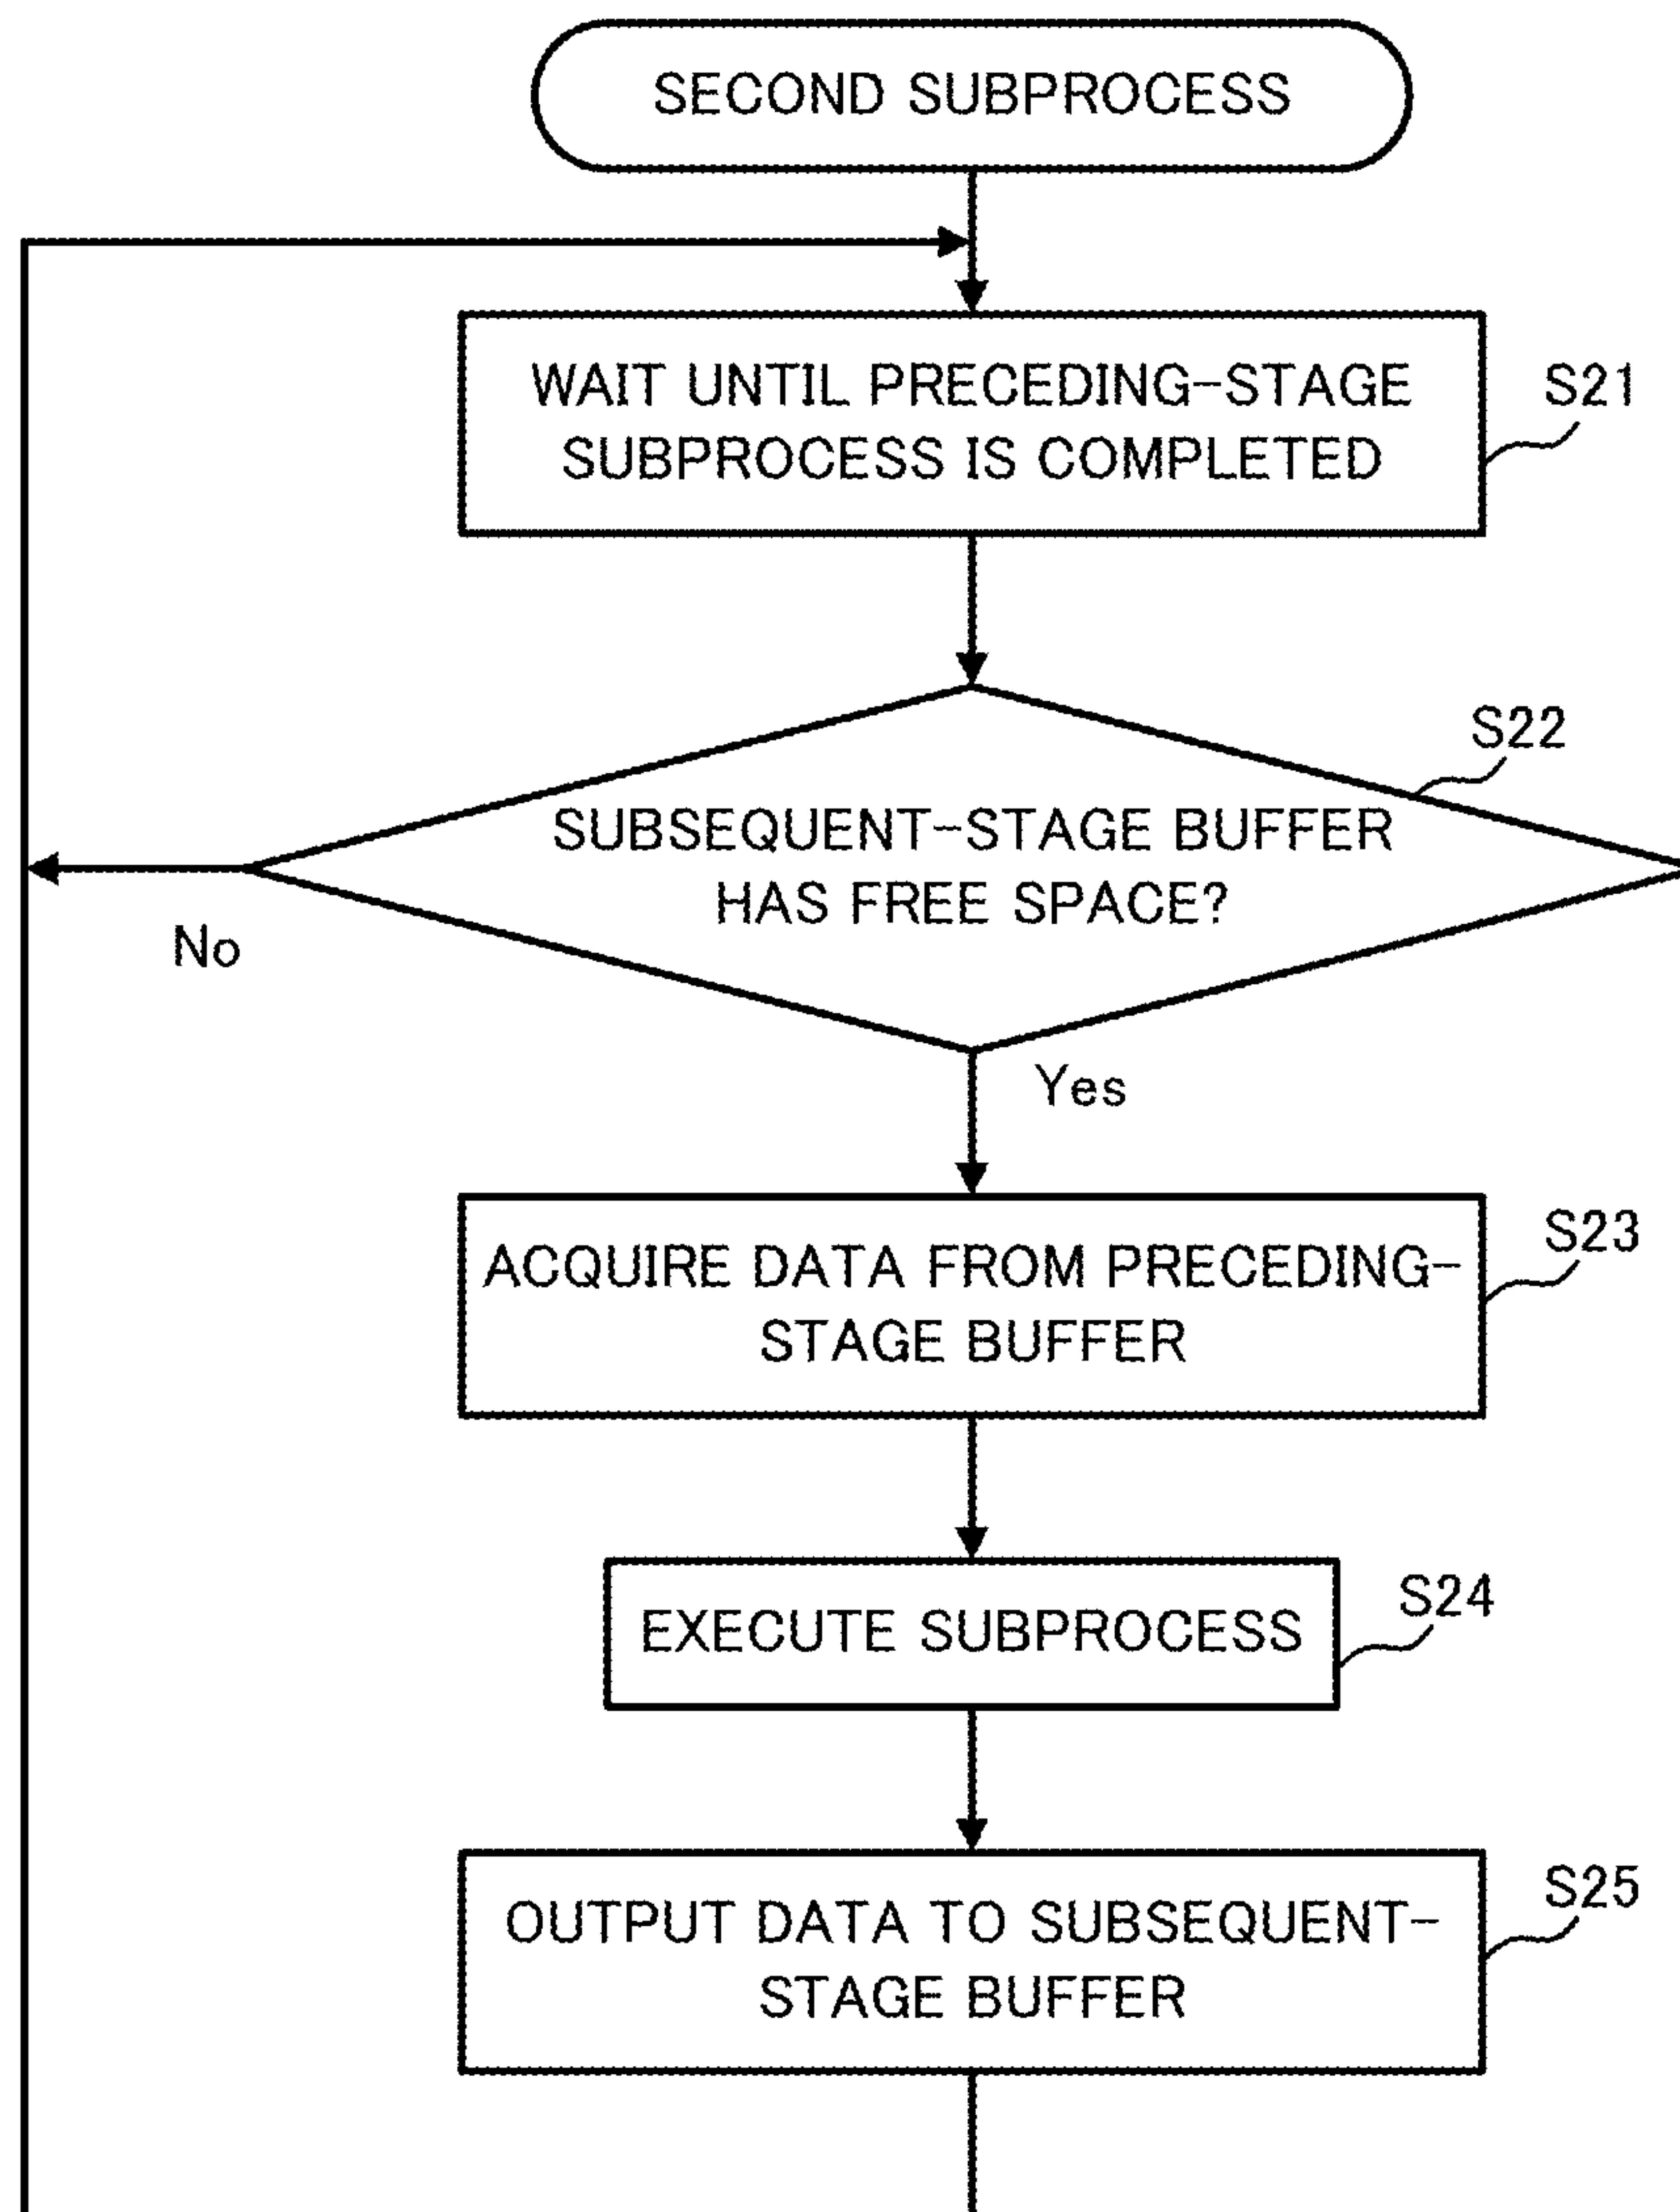 SECOND SUBPROCESS
WAIT UNTIL PRECEDING-STAGE
SUBPROCESS IS COMPLETED
S21
S22
SUBSEQUENT-STAGE BUFFER
HAS FREE SPACE?
No
Yes
S23
ACQUIRE DATA FROM PRECEDING-
STAGE BUFFER
S24
EXECUTE SUBPROCESS
S25
OUTPUT DATA TO SUBSEQUENT-
STAGE BUFFER